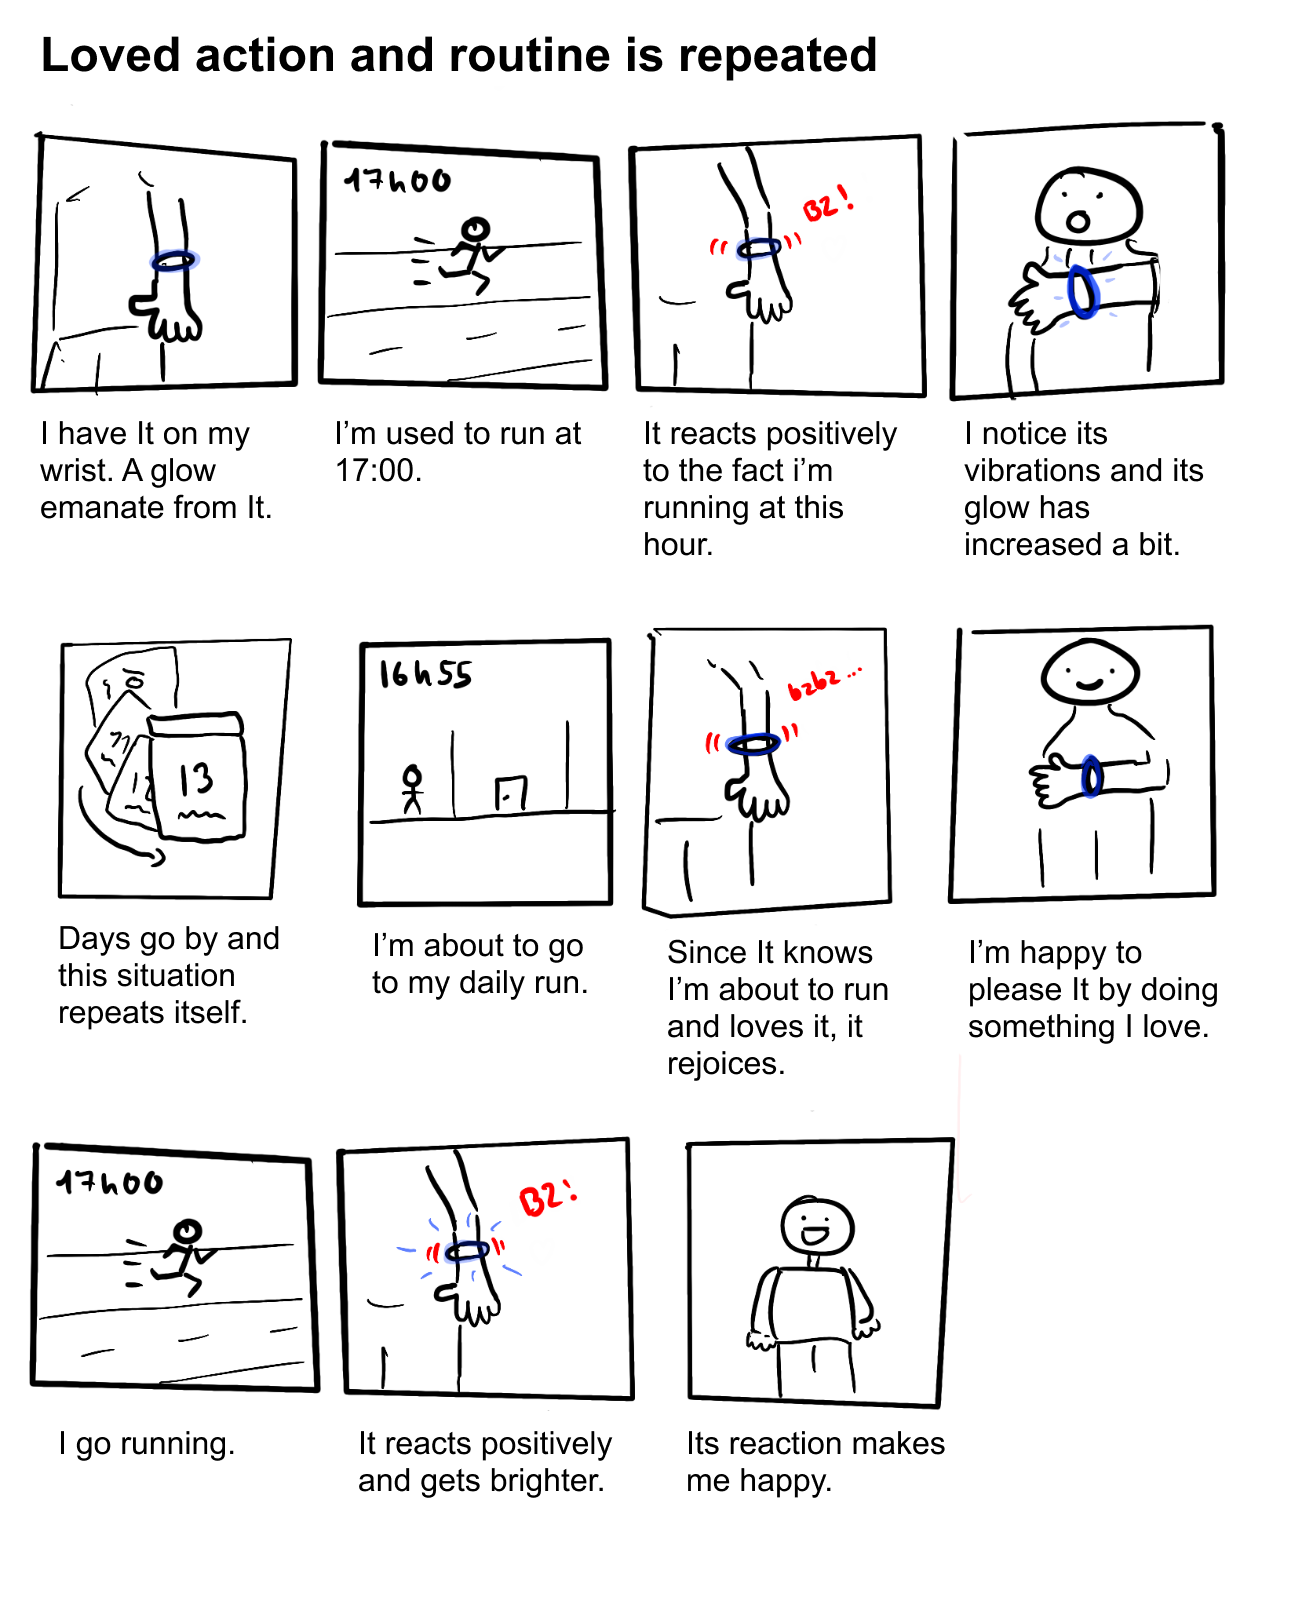 Loved action and routine is repeated
17h00
BZ!
I have It on my
wrist. A glow
emanate from It.
I’m used to run at
17:00.
It reacts positively
to the fact i’m
running at this
hour.
I notice its
vibrations and its
glow has
increased a bit.
13
16h55
bzbz...
Days go by and
this situation
repeats itself.
I’m about to go
to my daily run.
Since It knows
I’m about to run
and loves it, it
rejoices.
I’m happy to
please It by doing
something I love.
17h00
BZ!
I go running.
It reacts positively
and gets brighter.
Its reaction makes
me happy.